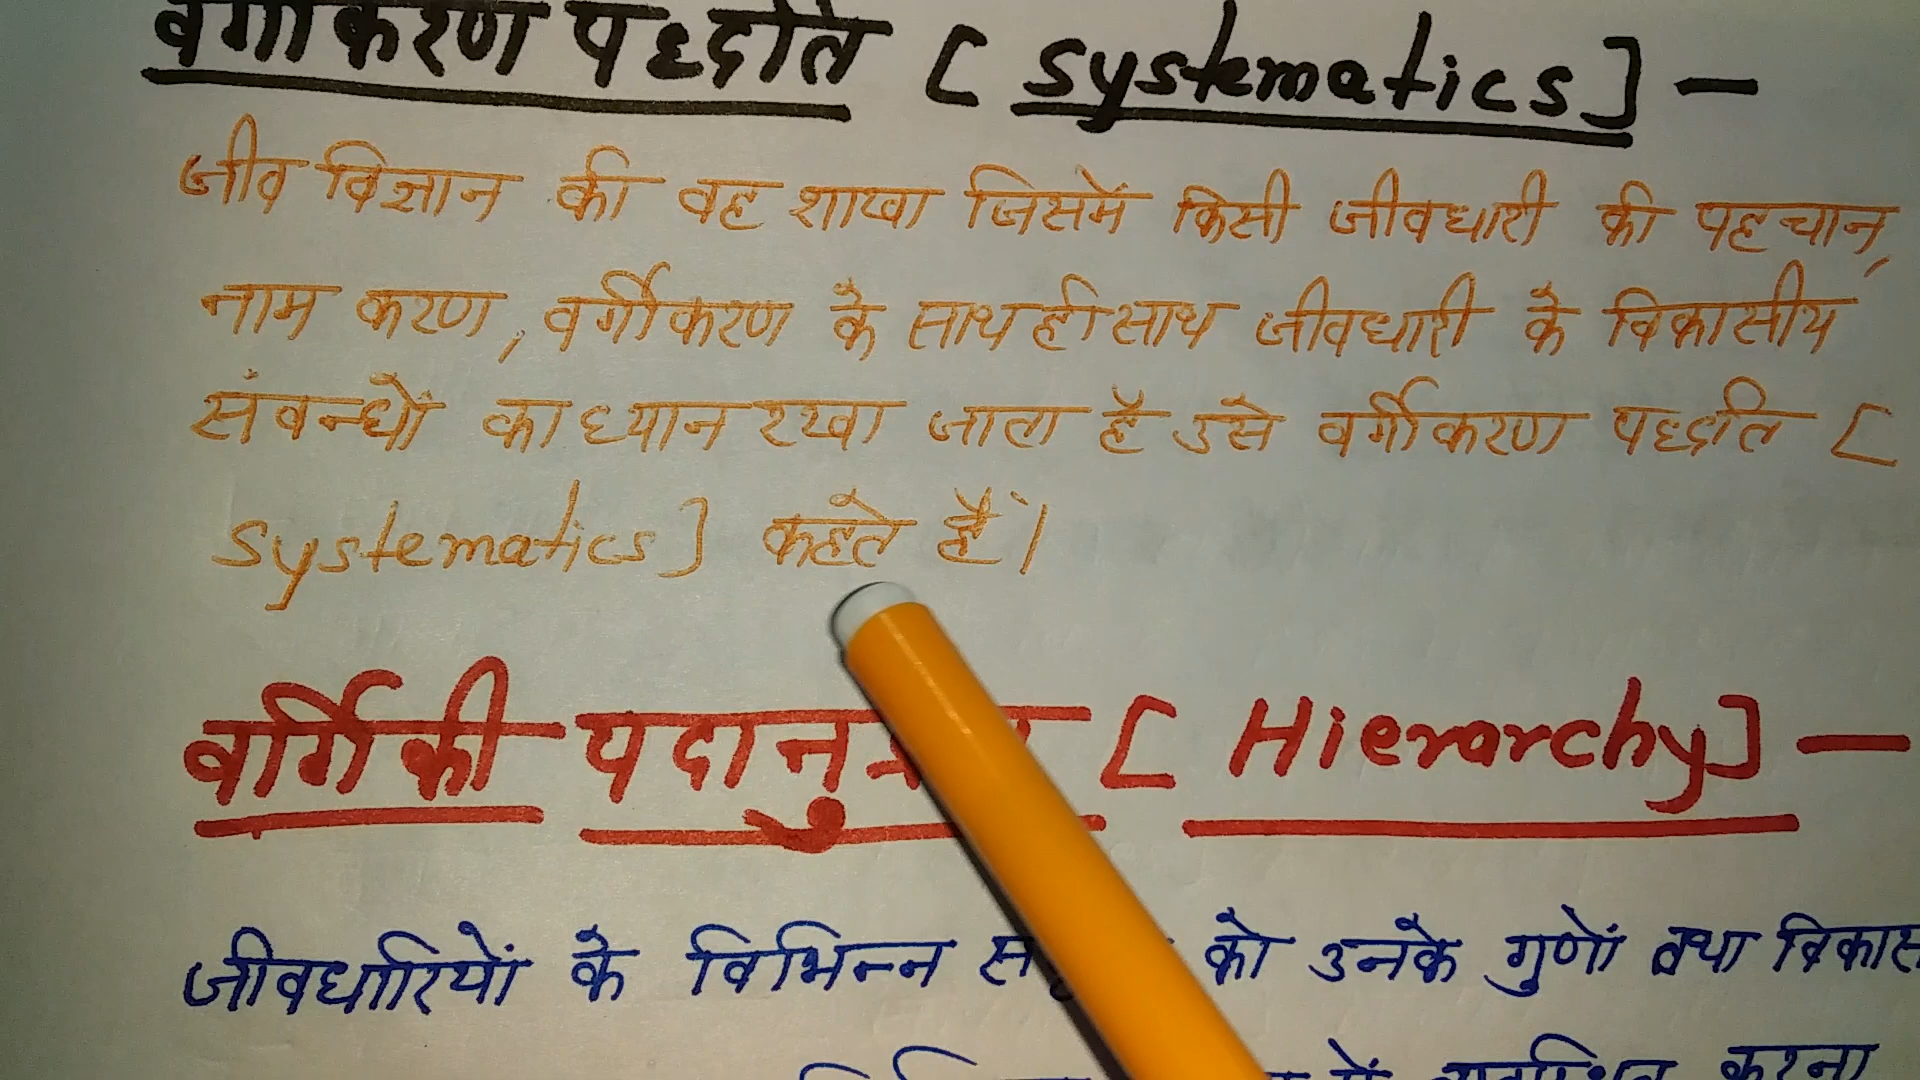 वर्गीकरण पद्धति [ Systematics ] —
जीव विज्ञान की वह शाखा जिसमें किसी जीवधारी की पहचान,
नाम करण, वर्गीकरण के साथ ही साथ जीवधारी के विकासीय
संबन्धों का ध्यान रखा जाता है उसे वर्गीकरण पद्धति [
Systematics ] कहते हैं।
वर्गिकी [ Hierarchy ] —
जीवधारियों के विभिन्न को उनके गुणों तथा विकास
में करना